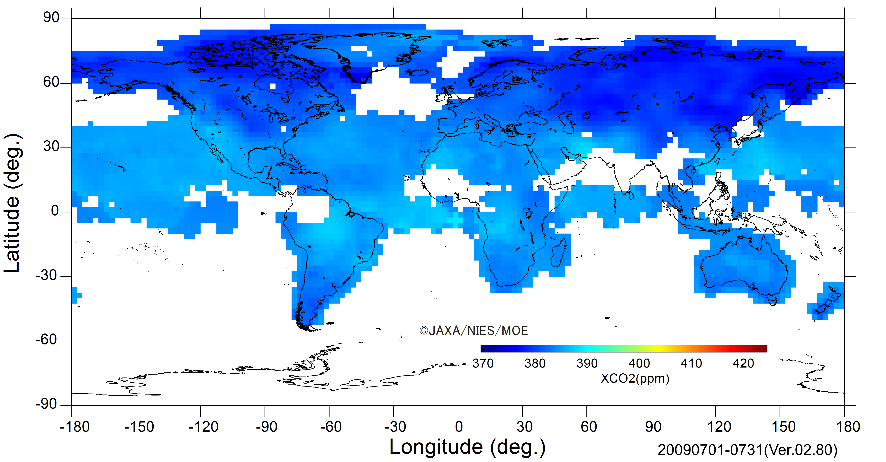 90
60
30
0
-30
-60
-90
Latitude (deg.)
©JAXA/NIES/MOE
370 380 390 400 410 420
XCO2(ppm)
-180 -150 -120 -90 -60 -30 0 30 60 90 120 150 180
Longitude (deg.)
20090701-0731(Ver.02.80)